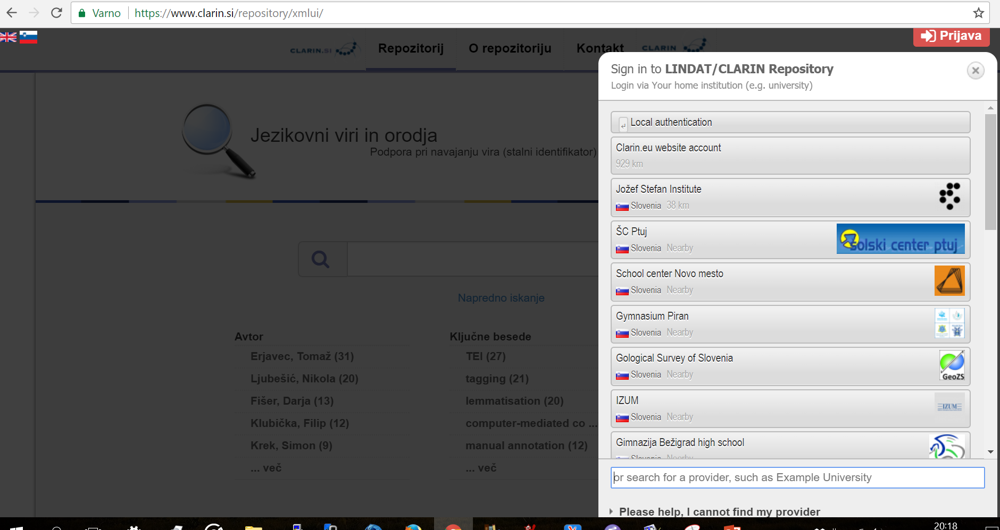 Varno https://www.clarin.si/repository/xmlui/
Prijava
CLARIN.SI Repozitorij O repozitoriju Kontakt CLARIN
Jezikovni viri in orodja
Podpora pri navajanju vira (stalni identifikator)
Napredno iskanje
Avtor
Erjavec, Tomaž (31)
Ljubešić, Nikola (20)
Fišer, Darja (13)
Klubička, Filip (12)
Krek, Simon (9)
... več
Ključne besede
TEI (27)
tagging (21)
lemmatisation (20)
computer-mediated co ...
manual annotation (12)
... več
Sign in to LINDAT/CLARIN Repository
Login via Your home institution (e.g. university)
Local authentication
Clarin.eu website account
929 km
Jožef Stefan Institute
Slovenia 38 km
ŠC Ptuj
Slovenia Nearby
šolski center ptuj
School center Novo mesto
Slovenia Nearby
Gymnasium Piran
Slovenia Nearby
Gological Survey of Slovenia
Slovenia Nearby
GeoZS
IZUM
Slovenia Nearby
IZUM
Gimnazija Bežigrad high school
Slovenia Nearby
or search for a provider, such as Example University
Please help, I cannot find my provider
20:18